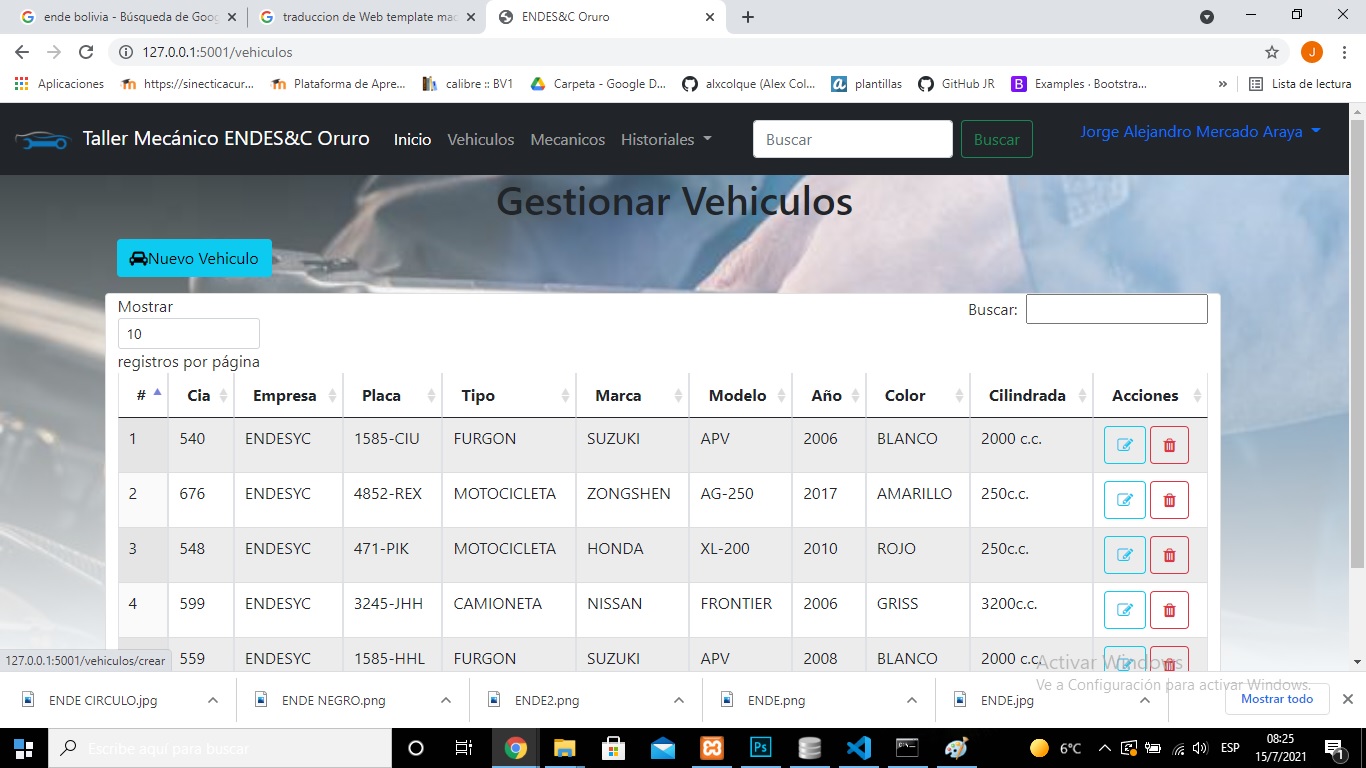 ende bolivia - Búsqueda de Goog
traduccion de Web template mac
ENDES&C Oruro
127.0.0.1:5001/vehiculos
J
Aplicaciones
https://sinecticacur...
Plataforma de Apre...
calibre :: BV1
Carpeta - Google D...
alxcolque (Alex Col...
plantillas
GitHub JR
Examples · Bootstra...
»
Lista de lectura
Taller Mecánico ENDES&C Oruro
Inicio
Vehiculos
Mecanicos
Historiales
Buscar
Buscar
Jorge Alejandro Mercado Araya
Gestionar Vehiculos
Nuevo Vehiculo
Mostrar
10
registros por página
Buscar:
# Cia Empresa Placa Tipo Marca Modelo Año Color Cilindrada Acciones
1 540 ENDESYC 1585-CIU FURGON SUZUKI APV 2006 BLANCO 2000 c.c.
2 676 ENDESYC 4852-REX MOTOCICLETA ZONGSHEN AG-250 2017 AMARILLO 250c.c.
3 548 ENDESYC 471-PIK MOTOCICLETA HONDA XL-200 2010 ROJO 250c.c.
4 599 ENDESYC 3245-JHH CAMIONETA NISSAN FRONTIER 2006 GRISS 3200c.c.
559 ENDESYC 1585-HHL FURGON SUZUKI APV 2008 BLANCO 2000 c.c.
127.0.0.1:5001/vehiculos/crear
Activar Windows
Ve a Configuración para activar Windows.
ENDE CIRCULO.jpg
ENDE NEGRO.png
ENDE2.png
ENDE.png
ENDE.jpg
Mostrar todo
Escribe aquí para buscar
Ps
6°C
ESP
08:25
15/7/2021
1